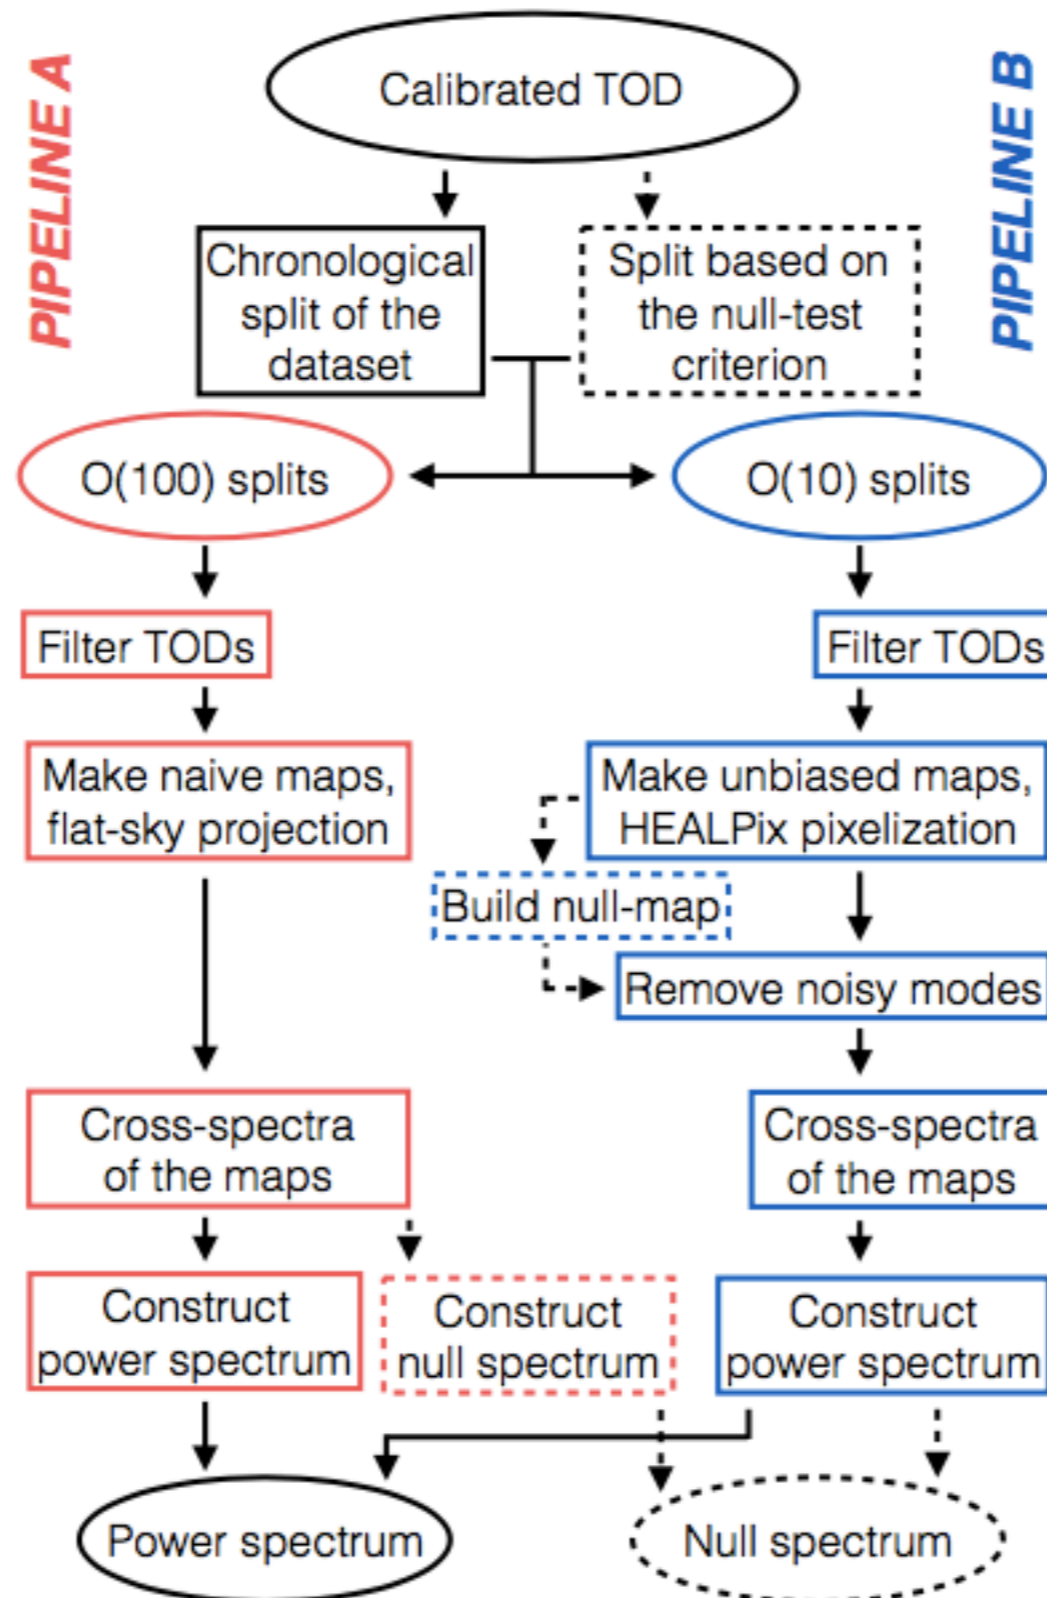 PIPELINE A
PIPELINE B
Calibrated TOD
Chronological
split of the
dataset
Split based on
the null-test
criterion
O(100) splits
O(10) splits
Filter TODs
Filter TODs
Make naive maps,
flat-sky projection
Make unbiased maps,
HEALPix pixelization
Build null-map
Remove noisy modes
Cross-spectra
of the maps
Cross-spectra
of the maps
Construct
power spectrum
Construct
null spectrum
Construct
power spectrum
Power spectrum
Null spectrum